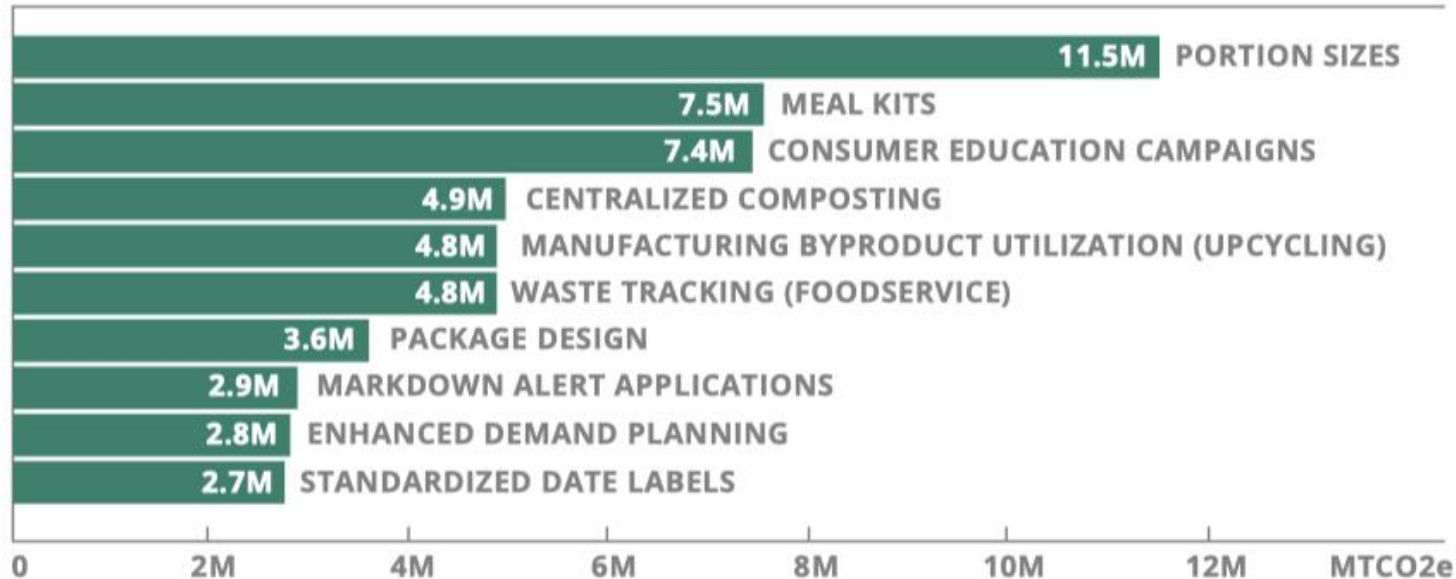 11.5M PORTION SIZES
7.5M MEAL KITS
7.4M CONSUMER EDUCATION CAMPAIGNS
4.9M CENTRALIZED COMPOSTING
4.8M MANUFACTURING BYPRODUCT UTILIZATION (UPCYCLING)
4.8M WASTE TRACKING (FOODSERVICE)
3.6M PACKAGE DESIGN
2.9M MARKDOWN ALERT APPLICATIONS
2.8M ENHANCED DEMAND PLANNING
2.7M STANDARDIZED DATE LABELS
0 2M 4M 6M 8M 10M 12M MTCO2e